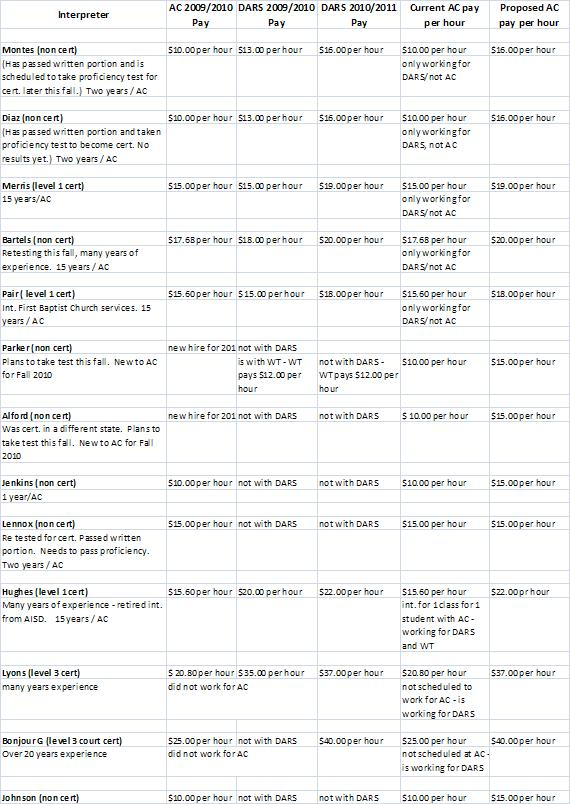 Interpreter AC 2009/2010 Pay DARS 2009/2010 Pay DARS 2010/2011 Pay Current AC pay per hour Proposed AC pay per hour
Montes (non cert) $10.00 per hour $13.00 per hour $16.00 per hour $10.00 per hour $16.00 per hour
(Has passed written portion and is only working for
scheduled to take proficiency test for DARS/not AC
cert. later this fall.) Two years / AC
Diaz (non cert) $10.00 per hour $13.00 per hour $16.00 per hour $10.00 per hour $16.00 per hour
(Has passed written portion and taken only working for
proficiency test to become cert. No DARS, not AC
results yet.) Two years / AC
Merris (level 1 cert) $15.00 per hour $15.00 per hour $19.00 per hour $15.00 per hour $19.00 per hour
15 years/AC only working for
DARS/not AC
Bartels (non cert) $17.68 per hour $18.00 per hour $20.00 per hour $17.68 per hour $20.00 per hour
Retesting this fall, many years of only working for
experience. 15 years / AC DARS/not AC
Pair ( level 1 cert) $15.60 per hour $ 15.00 per hour $18.00 per hour $15.60 per hour $18.00 per hour
Int. First Baptist Church services. 15 only working for
years / AC DARS/not AC
Parker (non cert) new hire for 201 not with DARS
Plans to take test this fall. New to AC is with WT - WT not with DARS - $10.00 per hour $15.00 per hour
for Fall 2010 pays $12.00 per WT pays $12.00 per
hour hour
Alford (non cert) new hire for 201 not with DARS not with DARS $ 10.00 per hour $15.00 per hour
Was cert. in a different state. Plans to
take test this fall. New to AC for Fall
2010
Jenkins (non cert) $10.00 per hour not with DARS not with DARS $10.00 per hour $15.00 per hour
1 year/AC
Lennox (non cert) $15.00 per hour not with DARS not with DARS $15.00 per hour $15.00 per hour
Re tested for cert. Passed written
portion. Needs to pass proficiency.
Two years / AC
Hughes (level 1 cert) $15.60 per hour $20.00 per hour $22.00 per hour $15.60 per hour $22.00 pr hour
Many years of experience - retired int. int. for 1 class for 1
from AISD. 15 years / AC student with AC -
working for DARS
and WT
Lyons (level 3 cert) $ 20.80 per hour $35.00 per hour $37.00 per hour $20.80 per hour $37.00 per hour
many years experience did not work for AC not scheduled to
work for AC - is
working for DARS
Bonjour G (level 3 court cert) $25.00 per hour not with DARS $40.00 per hour $25.00 per hour $40.00 per hour
Over 20 years experience did not work for AC not scheduled at AC -
is working for DARS
Johnson (non cert) $10.00 per hour not with DARS not with DARS $10.00 per hour $15.00 per hour